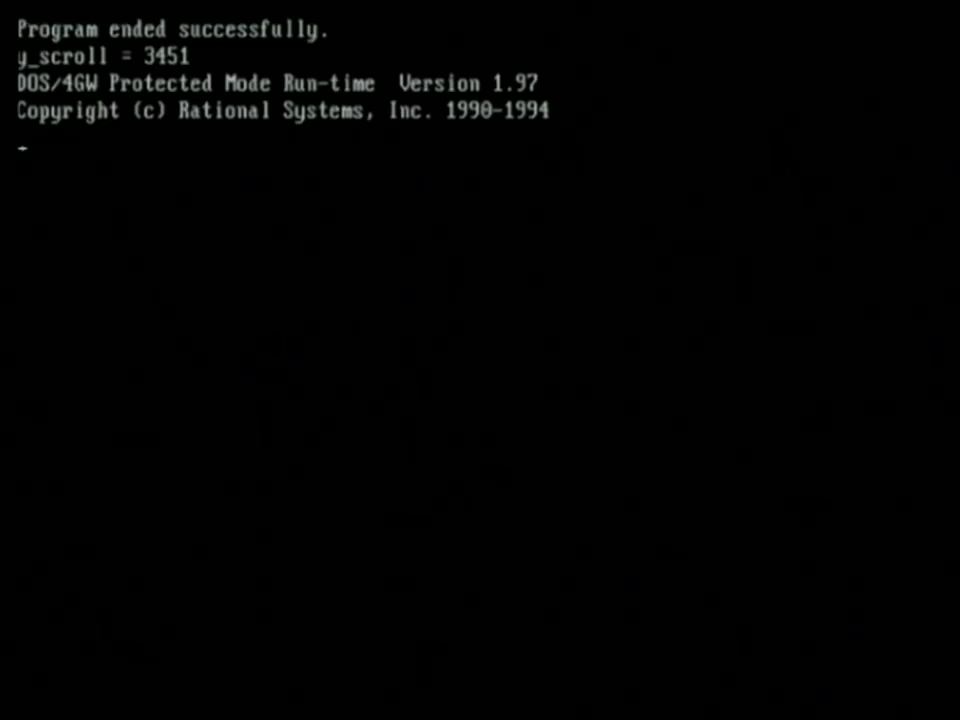 Program ended successfully.
y_scroll = 3451
DOS/4GW Protected Mode Run-time  Version 1.97
Copyright (c) Rational Systems, Inc. 1990-1994